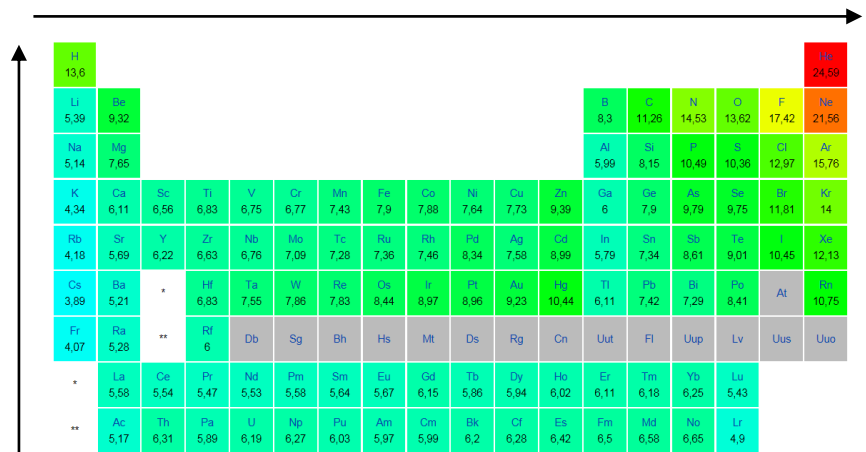 H He
13,6 24,59
Li Be B C N O F Ne
5,39 9,32 8,3 11,26 14,53 13,62 17,42 21,56
Na Mg Al Si P S Cl Ar
5,14 7,65 5,99 8,15 10,49 10,36 12,97 15,76
K Ca Sc Ti V Cr Mn Fe Co Ni Cu Zn Ga Ge As Se Br Kr
4,34 6,11 6,56 6,83 6,75 6,77 7,43 7,9 7,88 7,64 7,73 9,39 6 7,9 9,79 9,75 11,81 14
Rb Sr Y Zr Nb Mo Tc Ru Rh Pd Ag Cd In Sn Sb Te I Xe
4,18 5,69 6,22 6,63 6,76 7,09 7,28 7,36 7,46 8,34 7,58 8,99 5,79 7,34 8,61 9,01 10,45 12,13
Cs Ba * Hf Ta W Re Os Ir Pt Au Hg Tl Pb Bi Po At Rn
3,89 5,21 6,83 7,55 7,86 7,83 8,44 8,97 8,96 9,23 10,44 6,11 7,42 7,29 8,41 10,75
Fr Ra ** Rf Db Sg Bh Hs Mt Ds Rg Cn Uut Fl Uup Lv Uus Uuo
4,07 5,28 6
* La Ce Pr Nd Pm Sm Eu Gd Tb Dy Ho Er Tm Yb Lu
5,58 5,54 5,47 5,53 5,58 5,64 5,67 6,15 5,86 5,94 6,02 6,11 6,18 6,25 5,43
** Ac Th Pa U Np Pu Am Cm Bk Cf Es Fm Md No Lr
5,17 6,31 5,89 6,19 6,27 6,03 5,97 5,99 6,2 6,28 6,42 6,5 6,58 6,65 4,9